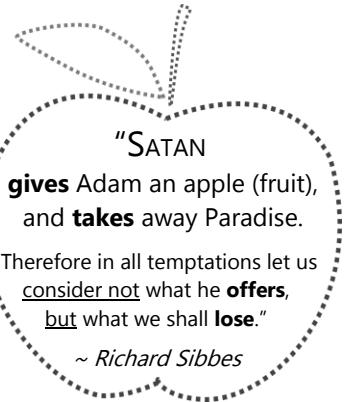 "SATAN
gives Adam an apple (fruit),
and takes away Paradise.
Therefore in all temptations let us
consider not what he offers,
but what we shall lose."
~ Richard Sibbes